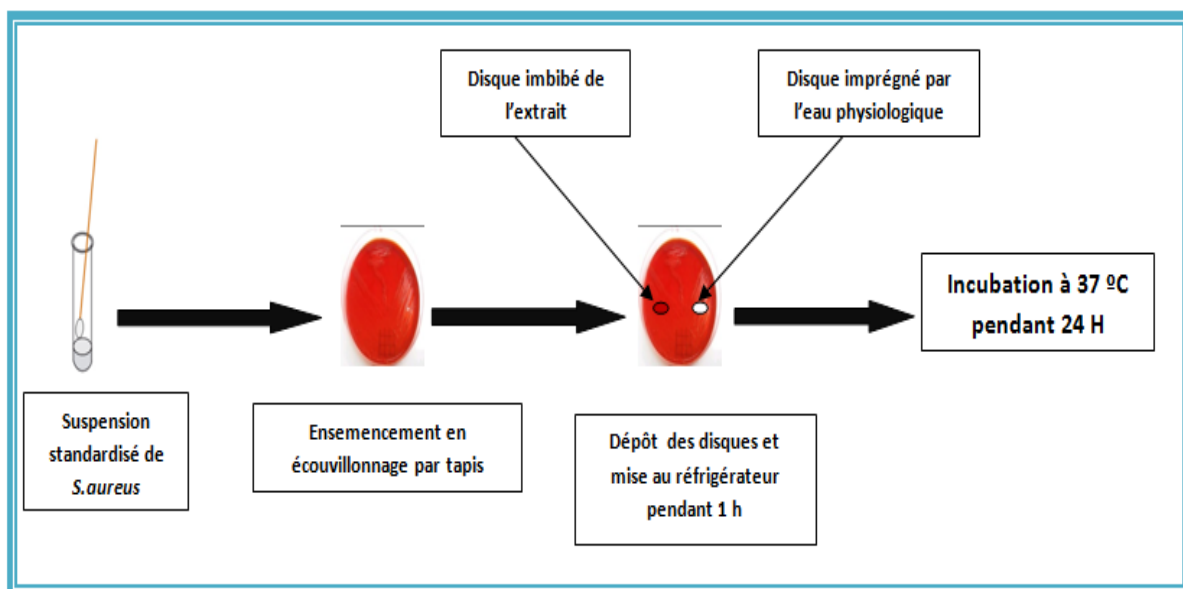 Disque imbibé de
l'extrait
Disque imprégné par
l'eau physiologique
Incubation à 37 ºC
pendant 24 H
Suspension
standardisé de
S.aureus
Ensemencement en
écouvillonnage par tapis
Dépôt des disques et
mise au réfrigérateur
pendant 1 h